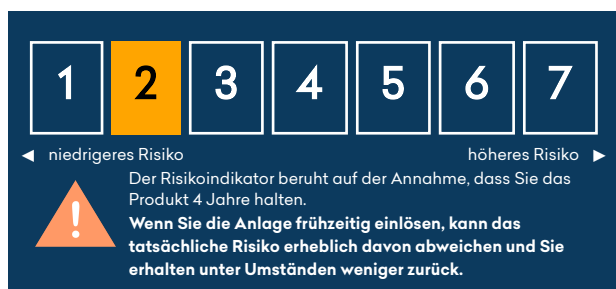 1 2 3 4 5 6 7
◄ niedrigeres Risiko höheres Risiko ►
Der Risikoindikator beruht auf der Annahme, dass Sie das
Produkt 4 Jahre halten.
Wenn Sie die Anlage frühzeitig einlösen, kann das
tatsächliche Risiko erheblich davon abweichen und Sie
erhalten unter Umständen weniger zurück.